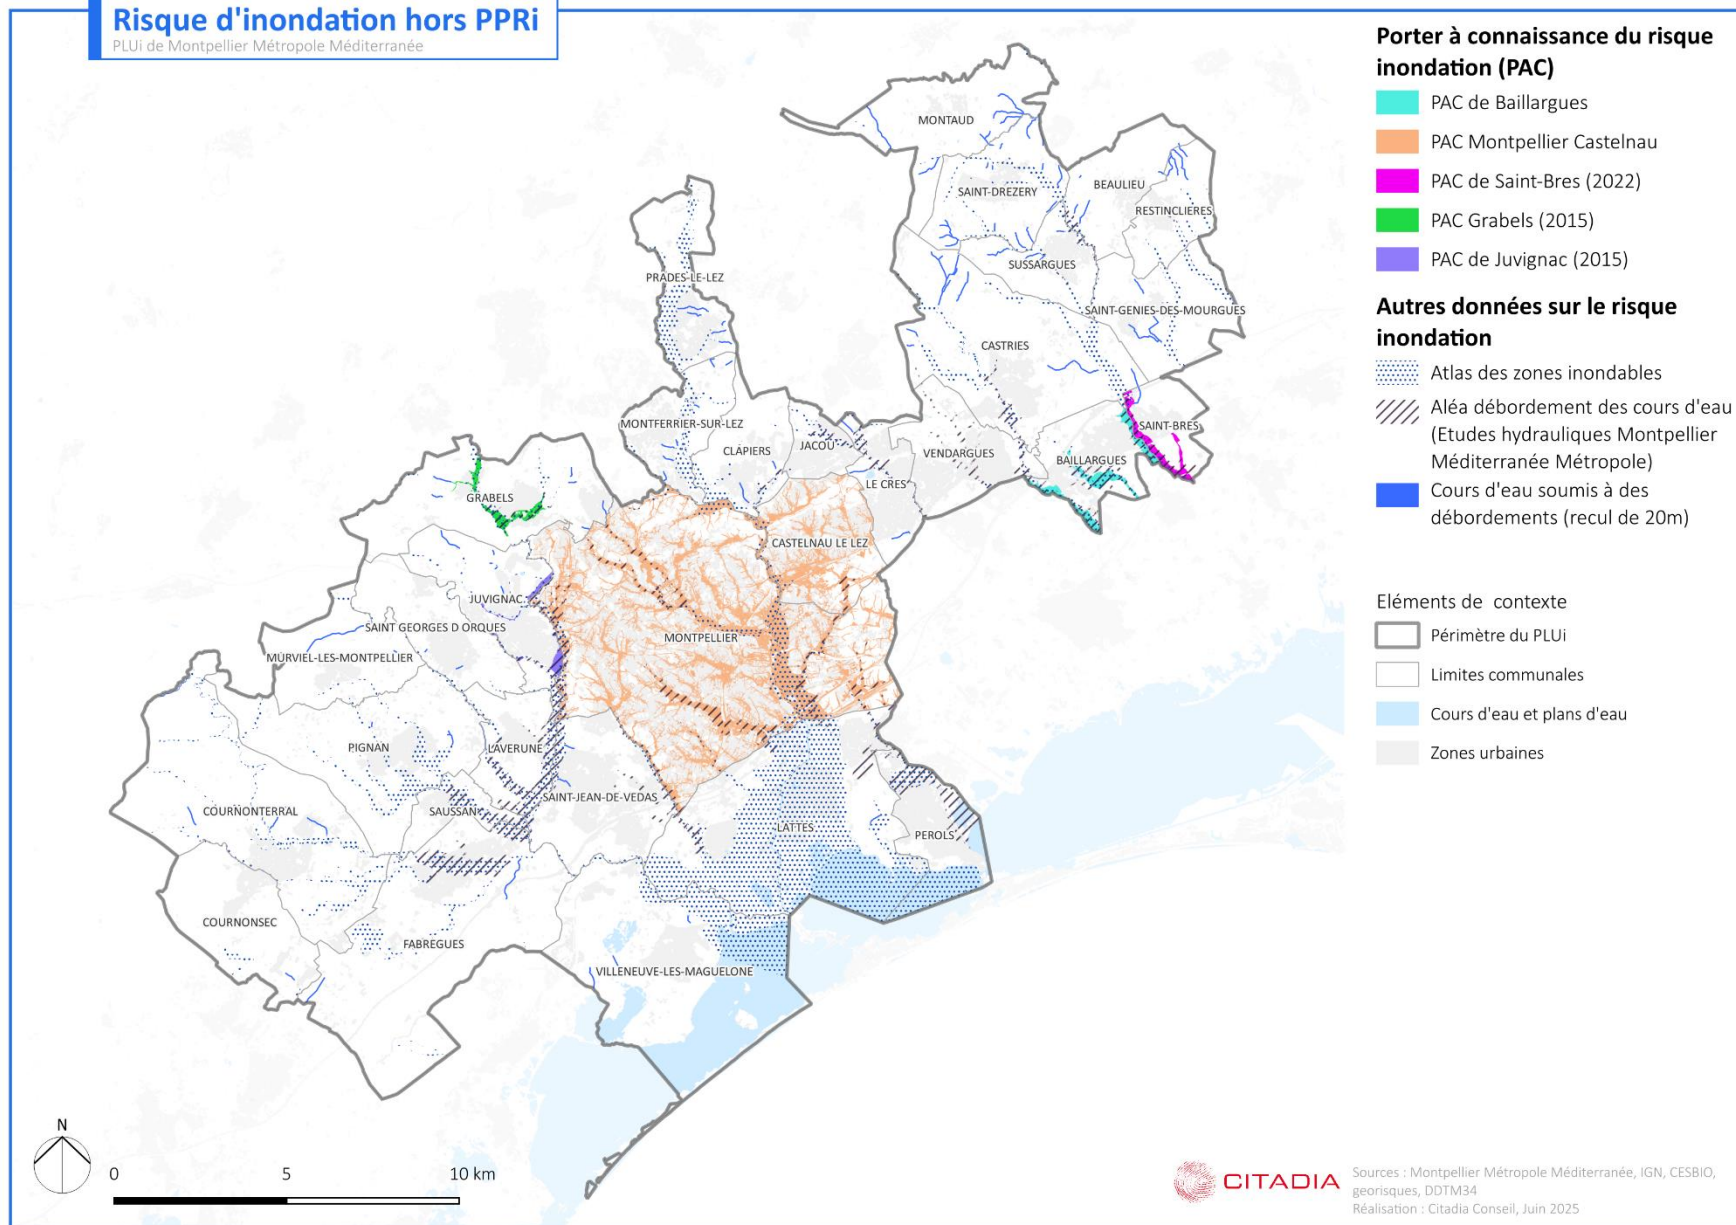 Risque d'inondation hors PPRi
PLUi de Montpellier Métropole Méditerranée
Porter à connaissance du risque
inondation (PAC)
PAC de Baillargues
PAC Montpellier Castelnau
PAC de Saint-Bres (2022)
PAC Grabels (2015)
PAC de Juvignac (2015)
Autres données sur le risque
inondation
Atlas des zones inondables
Aléa débordement des cours d'eau
(Etudes hydrauliques Montpellier
Méditerranée Métropole)
Cours d'eau soumis à des
débordements (recul de 20m)
Eléments de contexte
Périmètre du PLUi
Limites communales
Cours d'eau et plans d'eau
Zones urbaines
MONTAUD
SAINT-DREZERY
BEAULIEU
RESTINCLIERES
SUSSARGUES
PRADES-LE-LEZ
SAINT-GENIES-DES-MOURGUES
CASTRIES
MONTFERRIER-SUR-LEZ
SAINT-BRES
JACOU
CLAPIERS
VENDARGUES
BAILLARGUES
LE CRES
GRABELS
CASTELNAU LE LEZ
JUVIGNAC
SAINT GEORGES D ORQUES
MONTPELLIER
MURVIEL-LES-MONTPELLIER
PIGNAN
LAVERUNE
SAINT-JEAN-DE-VEDAS
COURNONTERRAL
SAUSSAN
LATTES
PEROLS
COURNONSEC
FABREGUES
VILLENEUVE-LES-MAGUELONE
N
0 5 10 km
CITADIA
Sources : Montpellier Métropole Méditerranée, IGN, CESBIO,
georisques, DDTM34
Réalisation : Citadia Conseil, Juin 2025